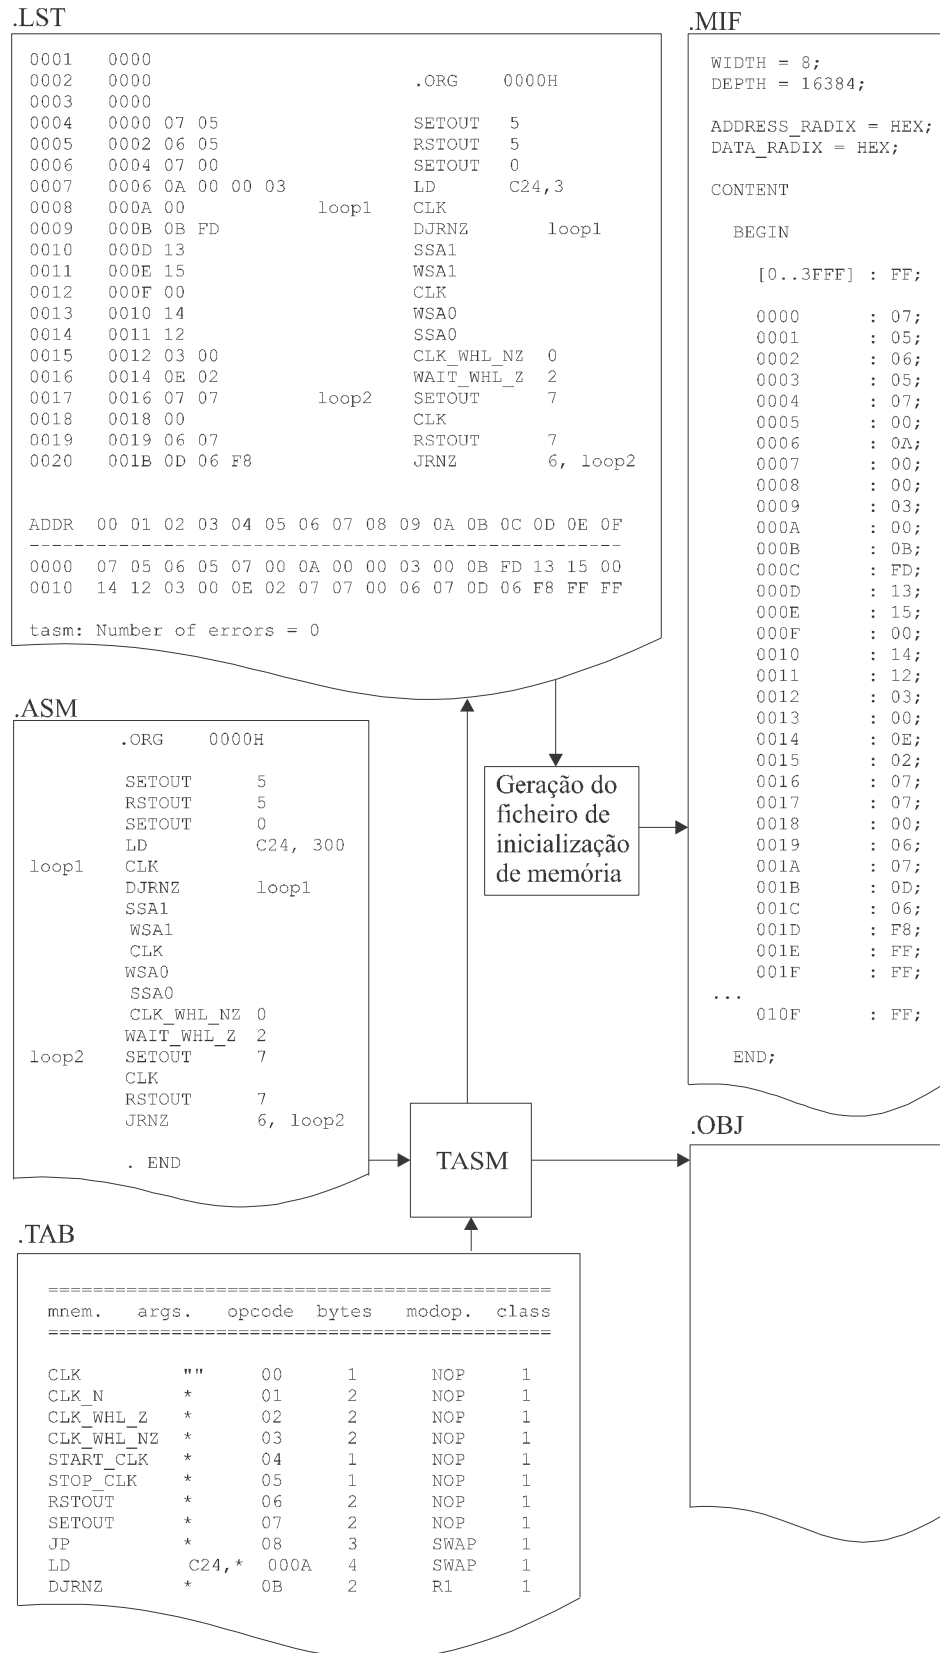 .LST
0001 0000
0002 0000 .ORG 0000H
0003 0000
0004 0000 07 05 SETOUT 5
0005 0002 06 05 RSTOUT 5
0006 0004 07 00 SETOUT 0
0007 0006 0A 00 00 03 LD C24,3
0008 000A 00 loop1 CLK
0009 000B 0B FD DJRNZ loop1
0010 000D 13 SSA1
0011 000E 15 WSA1
0012 000F 00 CLK
0013 0010 14 WSA0
0014 0011 12 SSA0
0015 0012 03 00 CLK_WHL_NZ 0
0016 0014 0E 02 WAIT_WHL_Z 2
0017 0016 07 07 loop2 SETOUT 7
0018 0018 00 CLK
0019 0019 06 07 RSTOUT 7
0020 001B 0D 06 F8 JRNZ 6, loop2
ADDR 00 01 02 03 04 05 06 07 08 09 0A 0B 0C 0D 0E 0F
-----------------------------------------------------
0000 07 05 06 05 07 00 0A 00 00 03 00 0B FD 13 15 00
0010 14 12 03 00 0E 02 07 07 00 06 07 0D 06 F8 FF FF
tasm: Number of errors = 0
.MIF
WIDTH = 8;
DEPTH = 16384;
ADDRESS_RADIX = HEX;
DATA_RADIX = HEX;
CONTENT
BEGIN
[0..3FFF] : FF;
0000 : 07;
0001 : 05;
0002 : 06;
0003 : 05;
0004 : 07;
0005 : 00;
0006 : 0A;
0007 : 00;
0008 : 00;
0009 : 03;
000A : 00;
000B : 0B;
000C : FD;
000D : 13;
000E : 15;
000F : 00;
0010 : 14;
0011 : 12;
0012 : 03;
0013 : 00;
0014 : 0E;
0015 : 02;
0016 : 07;
0017 : 07;
0018 : 00;
0019 : 06;
001A : 07;
001B : 0D;
001C : 06;
001D : F8;
001E : FF;
001F : FF;
...
010F : FF;
END;
.ASM
.ORG 0000H
SETOUT 5
RSTOUT 5
SETOUT 0
LD C24, 300
loop1 CLK
DJRNZ loop1
SSA1
WSA1
CLK
WSA0
SSA0
CLK_WHL_NZ 0
WAIT_WHL_Z 2
loop2 SETOUT 7
CLK
RSTOUT 7
JRNZ 6, loop2
. END
Geração do
ficheiro de
inicialização
de memória
TASM
.OBJ
.TAB
=============================================
mnem. args. opcode bytes modop. class
=============================================
CLK "" 00 1 NOP 1
CLK_N * 01 2 NOP 1
CLK_WHL_Z * 02 2 NOP 1
CLK_WHL_NZ * 03 2 NOP 1
START_CLK * 04 1 NOP 1
STOP_CLK * 05 1 NOP 1
RSTOUT * 06 2 NOP 1
SETOUT * 07 2 NOP 1
JP * 08 3 SWAP 1
LD C24,* 000A 4 SWAP 1
DJRNZ * 0B 2 R1 1